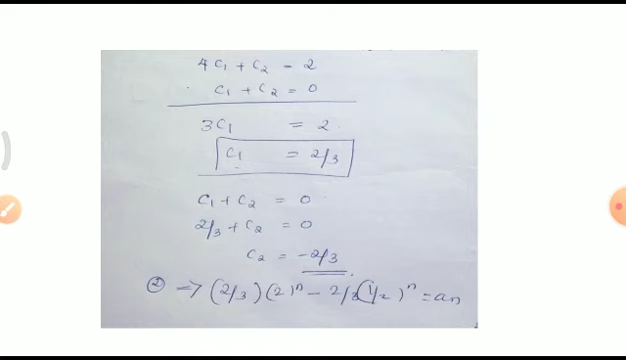 4C₁ + C₂ = 2
C₁ + C₂ = 0
3C₁ = 2
C₁ = 2/3
C₁ + C₂ = 0
2/3 + C₂ = 0
C₂ = -2/3
② ⇒ (2/3)(2)ⁿ - 2/3(1/2)ⁿ = an